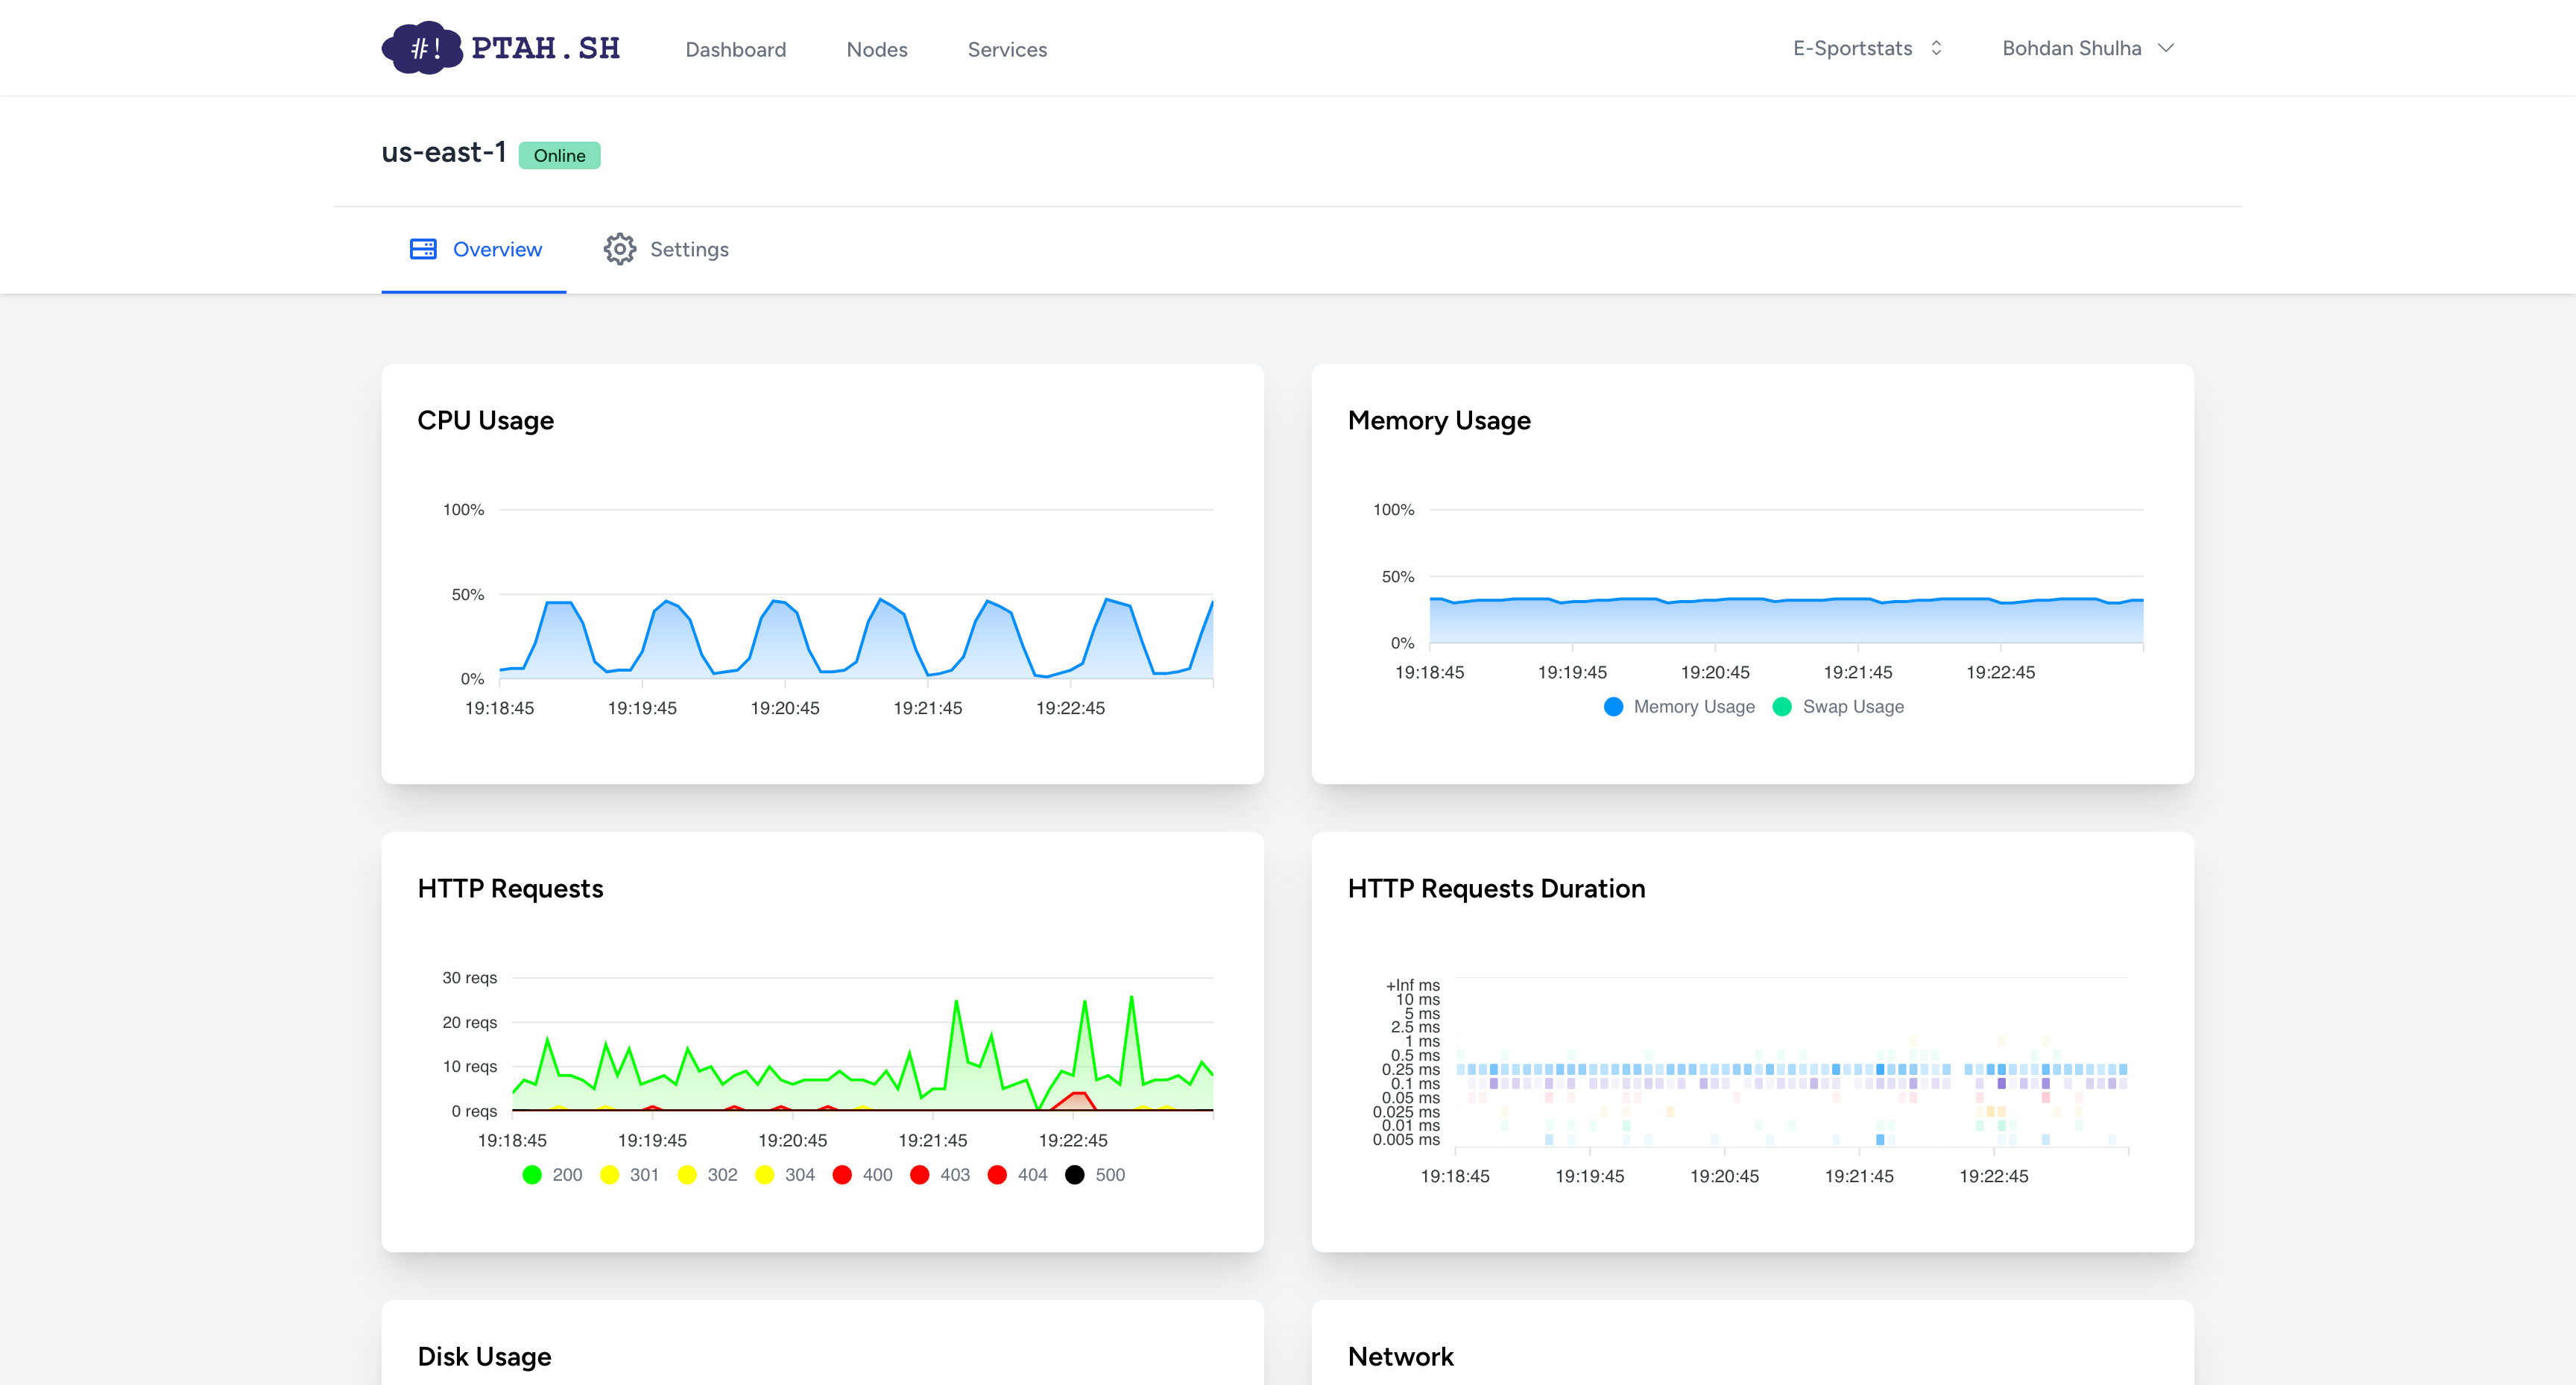 #! PTAH.SH Dashboard Nodes Services E-Sportstats Bohdan Shulha
us-east-1 Online
Overview Settings
CPU Usage
100%
50%
0%
19:18:45 19:19:45 19:20:45 19:21:45 19:22:45
Memory Usage
100%
50%
0%
19:18:45 19:19:45 19:20:45 19:21:45 19:22:45
Memory Usage Swap Usage
HTTP Requests
30 reqs
20 reqs
10 reqs
0 reqs
19:18:45 19:19:45 19:20:45 19:21:45 19:22:45
200 301 302 304 400 403 404 500
HTTP Requests Duration
+Inf ms
10 ms
5 ms
2.5 ms
1 ms
0.5 ms
0.25 ms
0.1 ms
0.05 ms
0.025 ms
0.01 ms
0.005 ms
19:18:45 19:19:45 19:20:45 19:21:45 19:22:45
Disk Usage
Network